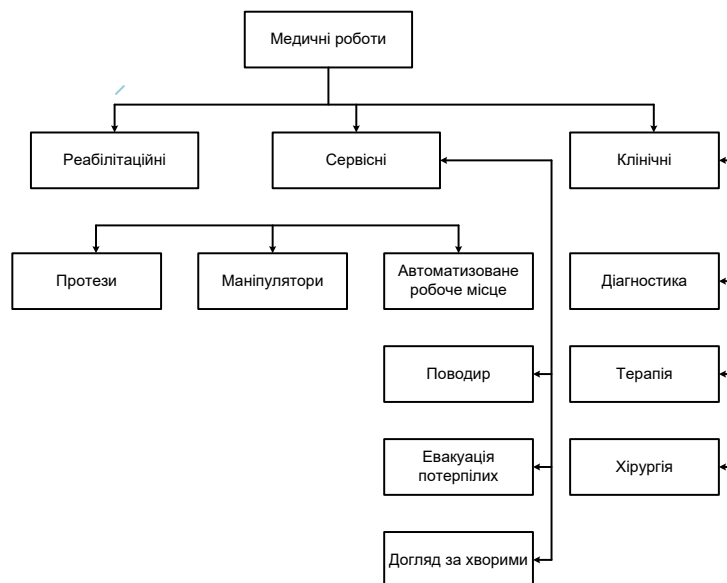 Медичні роботи
Реабілітаційні
Сервісні
Клінічні
Протези
Маніпулятори
Автоматизоване
робоче місце
Діагностика
Поводир
Терапія
Евакуація
потерпілих
Хірургія
Догляд за хворими